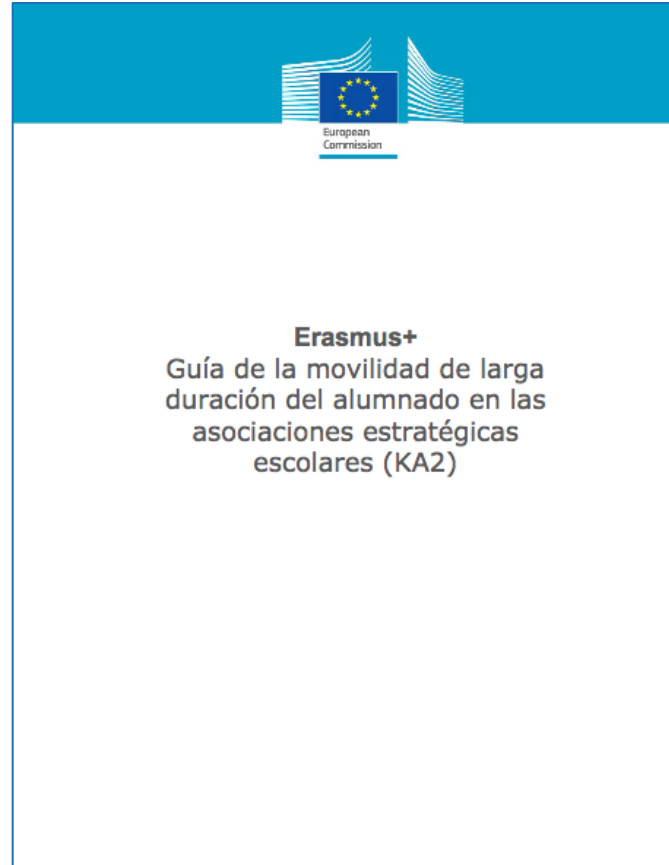 European
Commission
Erasmus+
Guía de la movilidad de larga
duración del alumnado en las
asociaciones estratégicas
escolares (KA2)